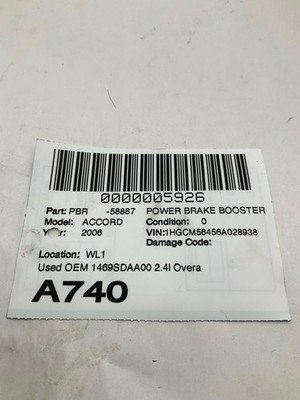 0000005926
Part: PBR -58887 POWER BRAKE BOOSTER
Model: ACCORD Condition: 0
Year: 2006 VIN:1HGCM56456A028938
Damage Code:
Location: WL1
Used OEM 1469SDAA00 2.4l Overa
A740